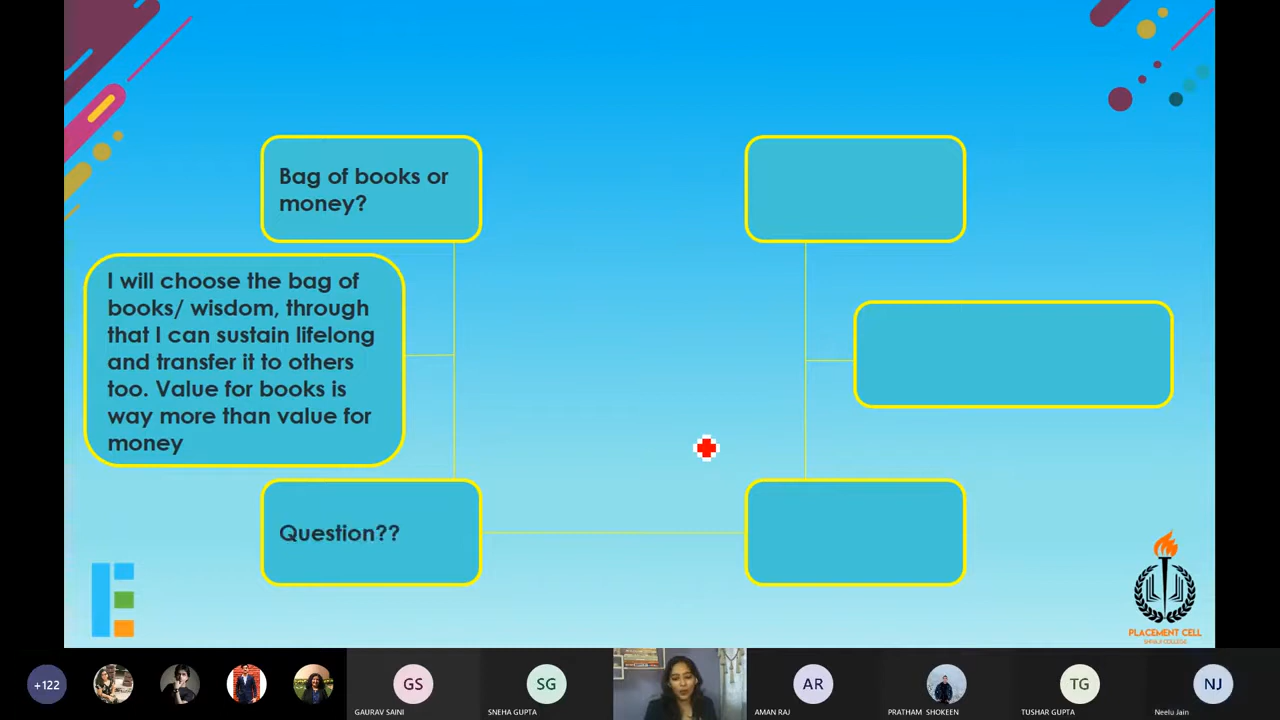 Bag of books or
money?
I will choose the bag of
books/ wisdom, through
that I can sustain lifelong
and transfer it to others
too. Value for books is
way more than value for
money
Question??
PLACEMENT CELL
SHIVAJI COLLEGE
+122
GS
GAURAV SAINI
SG
SNEHA GUPTA
AR
AMAN RAJ
PRATHAM SHOKEEN
TG
TUSHAR GUPTA
NJ
Neelu Jain